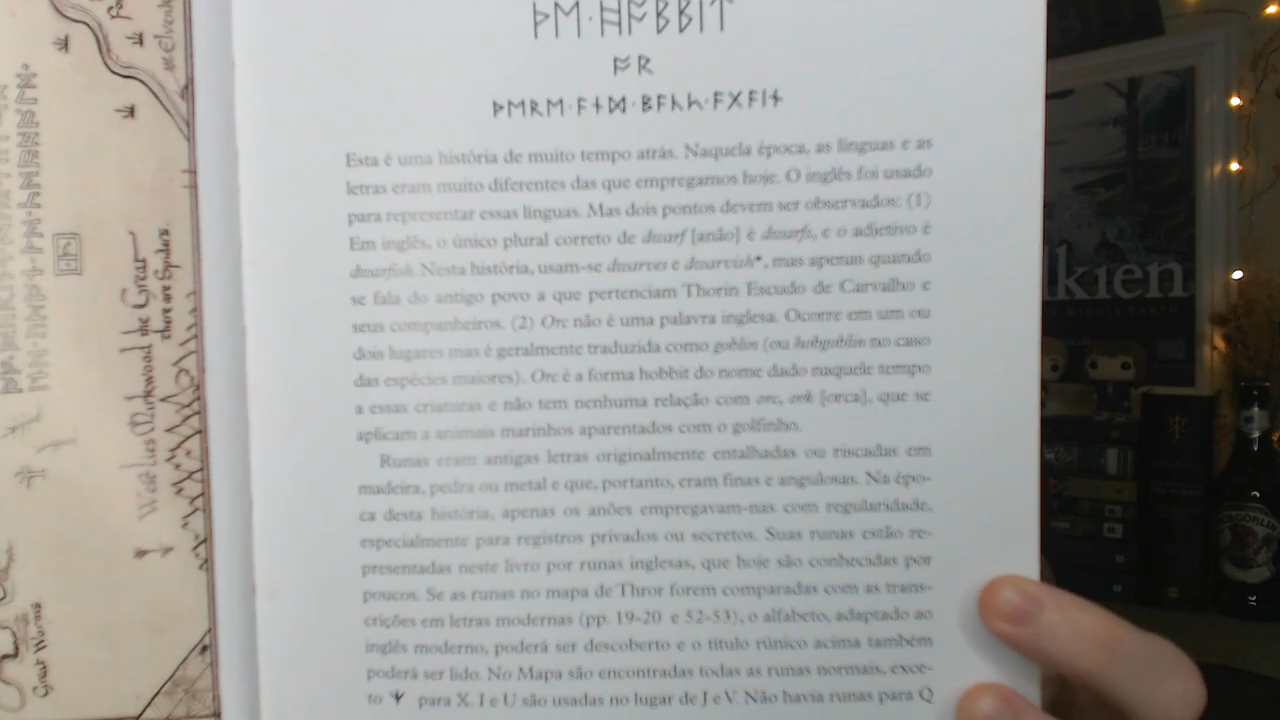 ᚦᛖ·ᚻᚩᛒᛒᛁᛏ
ᚩᚱ
ᚦᛖᚱᛖ·ᚫᚾᛞ·ᛒᚫᚳᚴ·ᚫᚷᚫᛁᚾ
Esta é uma história de muito tempo atrás. Naquela época, as línguas e as
letras eram muito diferentes das que empregamos hoje. O inglês foi usado
para representar essas línguas. Mas dois pontos devem ser observados: (1)
Em inglês, o único plural correto de dwarf [anão] é dwarfs, e o adjetivo é
dwarfish. Nesta história, usam-se dwarves e dwarvish*, mas apenas quando
se fala do antigo povo a que pertenciam Thorin Escudo de Carvalho e
seus companheiros. (2) Orc não é uma palavra inglesa. Ocorre em um ou
dois lugares mas é geralmente traduzida como goblin (ou hobgoblin no caso
das espécies maiores). Orc é a forma hobbit do nome dado naquele tempo
a essas criaturas e não tem nenhuma relação com orc, ork [orca], que se
aplicam a animais marinhos aparentados com o golfinho.
Runas eram antigas letras originalmente entalhadas ou riscadas em
madeira, pedra ou metal e que, portanto, eram finas e angulosas. Na épo-
ca desta história, apenas os anões empregavam-nas com regularidade,
especialmente para registros privados ou secretos. Suas runas estão re-
presentadas neste livro por runas inglesas, que hoje são conhecidas por
poucos. Se as runas no mapa de Thror forem comparadas com as trans-
crições em letras modernas (pp. 19-20 e 52-53), o alfabeto, adaptado ao
inglês moderno, poderá ser descoberto e o título rúnico acima também
poderá ser lido. No Mapa são encontradas todas as runas normais, exce-
to ᛉ para X. I e U são usadas no lugar de J e V. Não havia runas para Q
West lies Mirkwood the Great
there are Spiders.
Great Worms
lkien